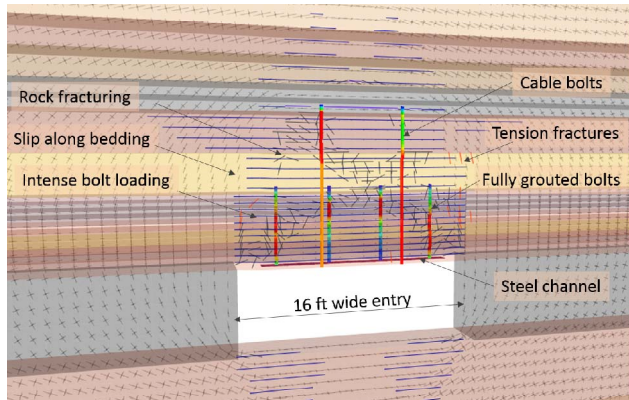 Cable bolts
Rock fracturing
Slip along bedding
Tension fractures
Intense bolt loading
Fully grouted bolts
Steel channel
16 ft wide entry